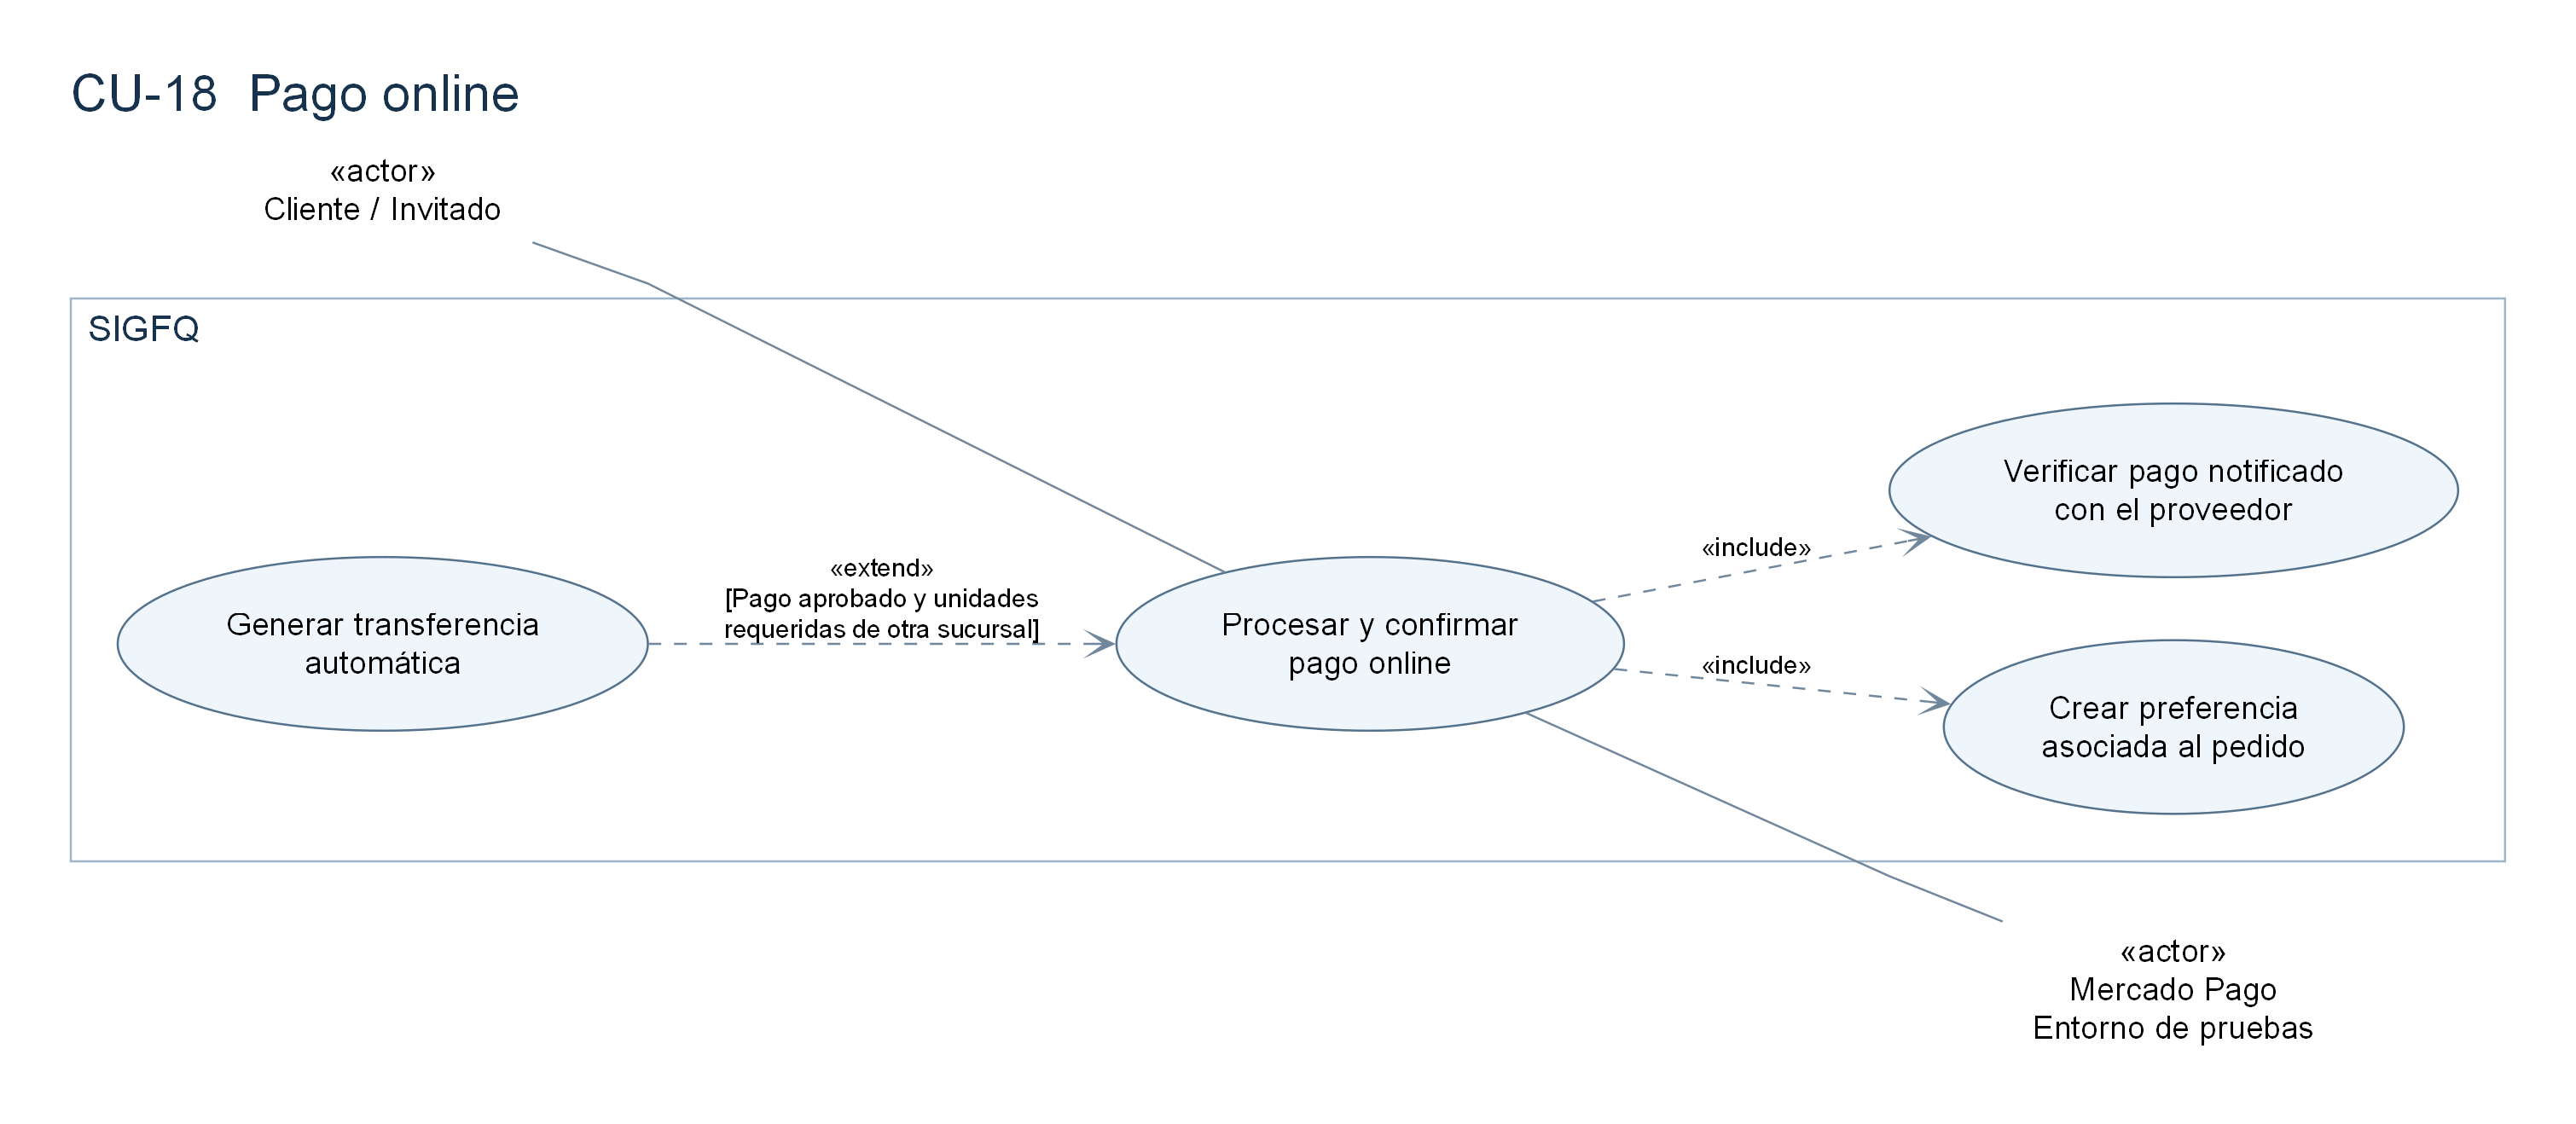 CU-18  Pago online
«actor»
Cliente / Invitado
SIGFQ
Verificar pago notificado
con el proveedor
«include»
«extend»
[Pago aprobado y unidades
requeridas de otra sucursal]
Generar transferencia
automática
Procesar y confirmar
pago online
«include»
Crear preferencia
asociada al pedido
«actor»
Mercado Pago
Entorno de pruebas